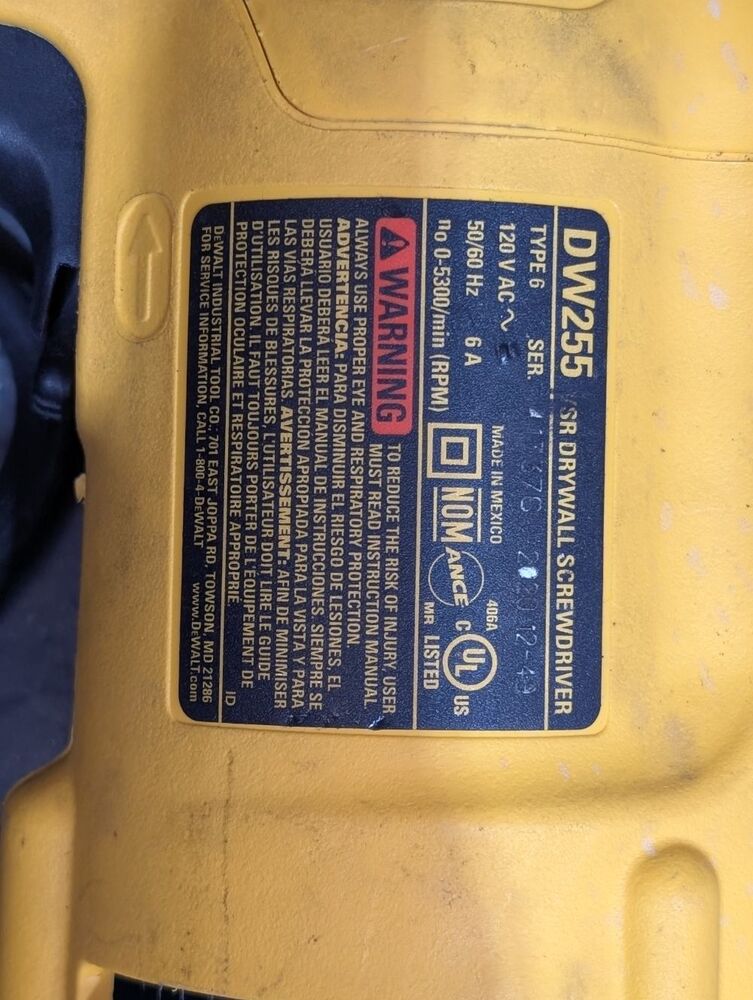 DW255 VSR DRYWALL SCREWDRIVER
TYPE 6 SER.
120 V AC ~
50/60 Hz 6 A
no 0-5300/min (RPM)
MADE IN MEXICO
NOM
ANCE
406A
C UL US
MR LISTED
WARNING TO REDUCE THE RISK OF INJURY, USER
MUST READ INSTRUCTION MANUAL.
ALWAYS USE PROPER EYE AND RESPIRATORY PROTECTION.
ADVERTENCIA: PARA DISMINUIR EL RIESGO DE LESIONES, EL
USUARIO DEBERÁ LEER EL MANUAL DE INSTRUCCIONES. SIEMPRE SE
DEBERÁ LLEVAR LA PROTECCIÓN APROPIADA PARA LA VISTA Y PARA
LAS VÍAS RESPIRATORIAS. AVERTISSEMENT: AFIN DE MINIMISER
LES RISQUES DE BLESSURES, L'UTILISATEUR DOIT LIRE LE GUIDE
D'UTILISATION. IL FAUT TOUJOURS PORTER DE L'ÉQUIPEMENT DE
PROTECTION OCULAIRE ET RESPIRATOIRE APPROPRIÉ. ID
DEWALT INDUSTRIAL TOOL CO., 701 EAST JOPPA RD, TOWSON, MD 21286
FOR SERVICE INFORMATION, CALL 1-800-4-DEWALT www.DEWALT.com